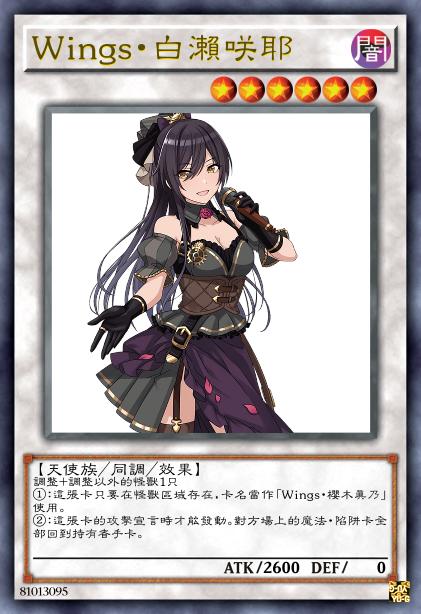 Wings・白瀨咲耶
闇
【天使族/同調/效果】
調整+調整以外的怪獸1只
①:這張卡只要在怪獸區域存在,卡名當作「Wings・櫻木真乃」
使用。
②:這張卡的攻擊宣言時才能發動。對方場上的魔法・陷阱卡全
部回到持有者手卡。
ATK/2600 DEF/ 0
81013095